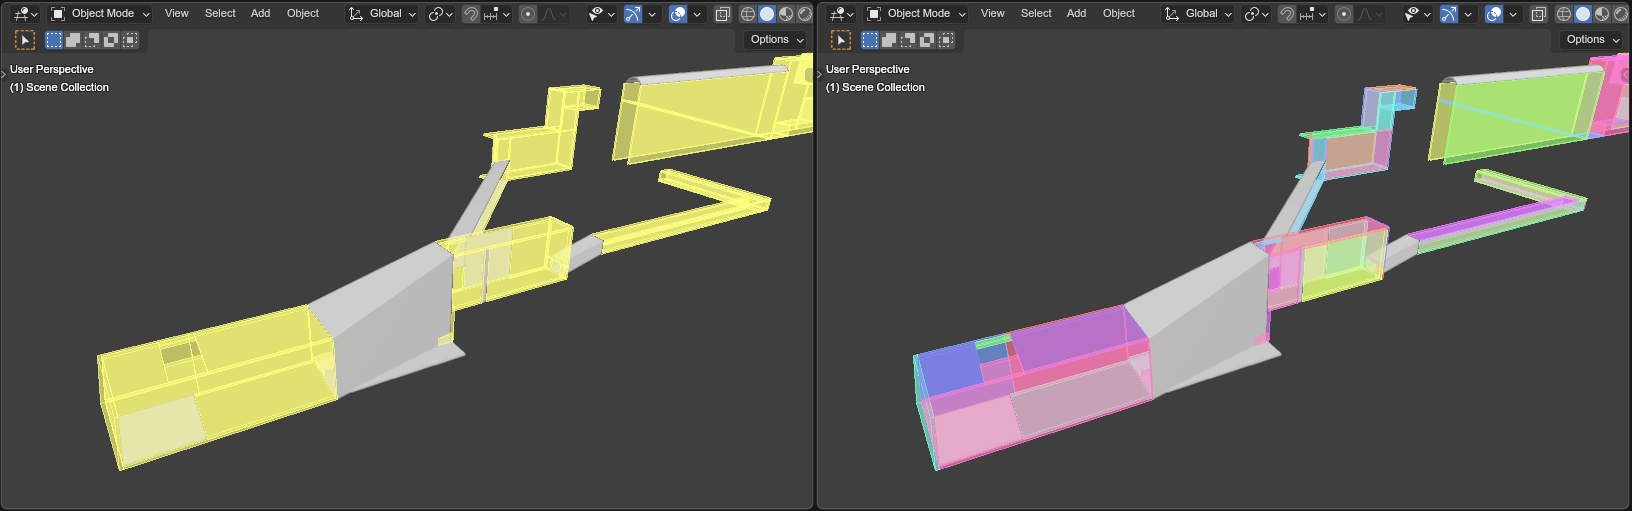 Object Mode View Select Add Object Global
Options
User Perspective
(1) Scene Collection
Object Mode View Select Add Object Global
Options
User Perspective
(1) Scene Collection